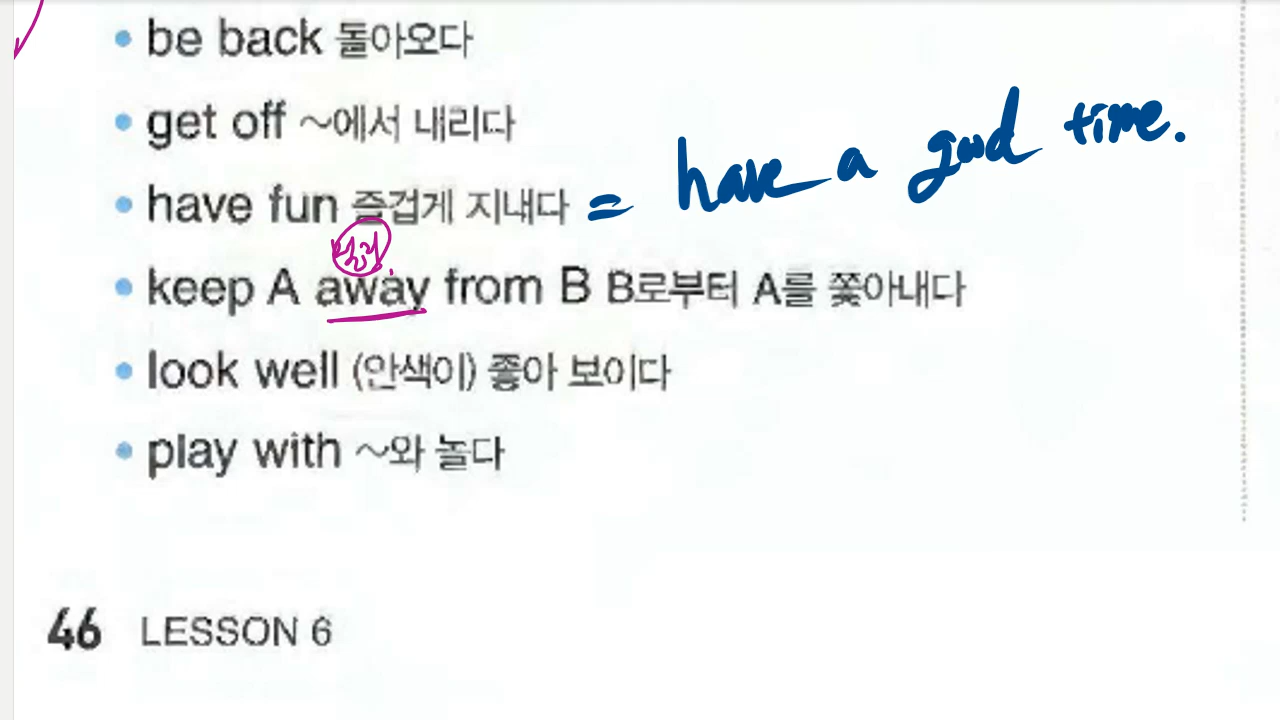 • be back 돌아오다
• get off ～에서 내리다
have a good time.
• have fun 즐겁게 지내다 =
멀리
• keep A away from B B로부터 A를 쫓아내다
• look well (안색이) 좋아 보이다
• play with ～와 놀다
46 LESSON 6